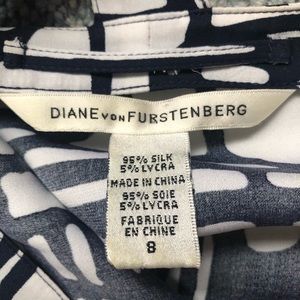 DIANE VON FURSTENBERG
95% SILK
5% LYCRA
MADE IN CHINA
95% SOIE
5% LYCRA
FABRIQUE
EN CHINE
8